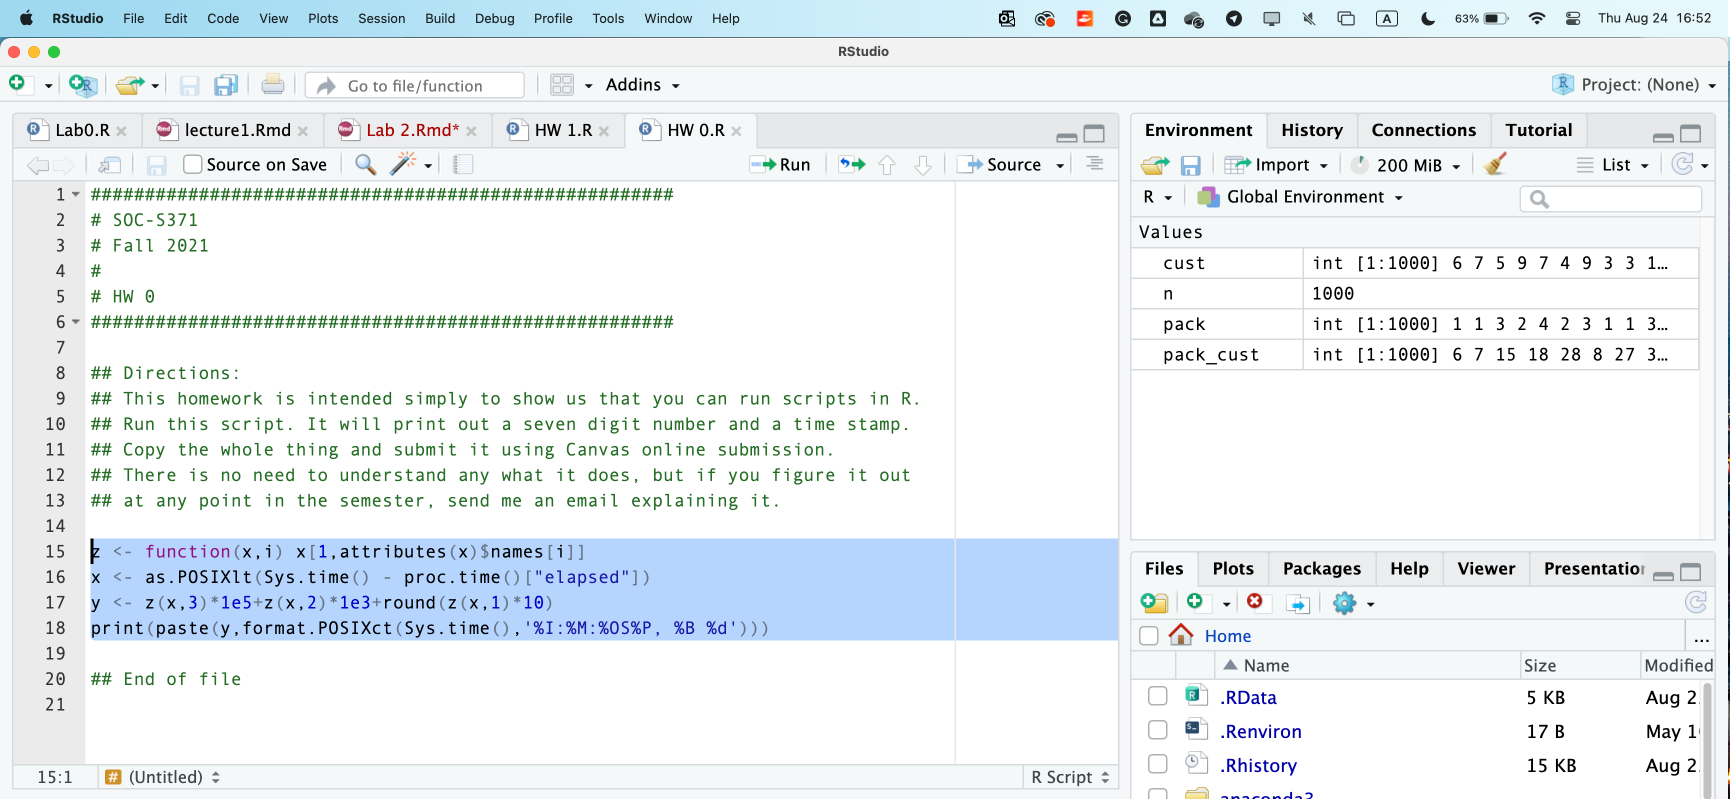 RStudio File Edit Code View Plots Session Build Debug Profile Tools Window Help A 63% Thu Aug 24 16:52
RStudio
Go to file/function Addins Project: (None)
Lab0.R lecture1.Rmd Lab 2.Rmd* HW 1.R HW 0.R
Source on Save Run Source
1 ######################################################
2 # SOC-S371
3 # Fall 2021
4 #
5 # HW 0
6 ######################################################
7
8 ## Directions:
9 ## This homework is intended simply to show us that you can run scripts in R.
10 ## Run this script. It will print out a seven digit number and a time stamp.
11 ## Copy the whole thing and submit it using Canvas online submission.
12 ## There is no need to understand any what it does, but if you figure it out
13 ## at any point in the semester, send me an email explaining it.
14
15 z <- function(x,i) x[1,attributes(x)$names[i]]
16 x <- as.POSIXlt(Sys.time() - proc.time()["elapsed"])
17 y <- z(x,3)*1e5+z(x,2)*1e3+round(z(x,1)*10)
18 print(paste(y,format.POSIXct(Sys.time(),'%I:%M:%OS%P, %B %d')))
19
20 ## End of file
21
15:1 # (Untitled) R Script
Environment History Connections Tutorial
Import 200 MiB List
R Global Environment
Values
cust int [1:1000] 6 7 5 9 7 4 9 3 3 1…
n 1000
pack int [1:1000] 1 1 3 2 4 2 3 1 1 3…
pack_cust int [1:1000] 6 7 15 18 28 8 27 3…
Files Plots Packages Help Viewer Presentation
Home ...
Name Size Modified
.RData 5 KB Aug 2
.Renviron 17 B May 1
.Rhistory 15 KB Aug 2
anaconda3